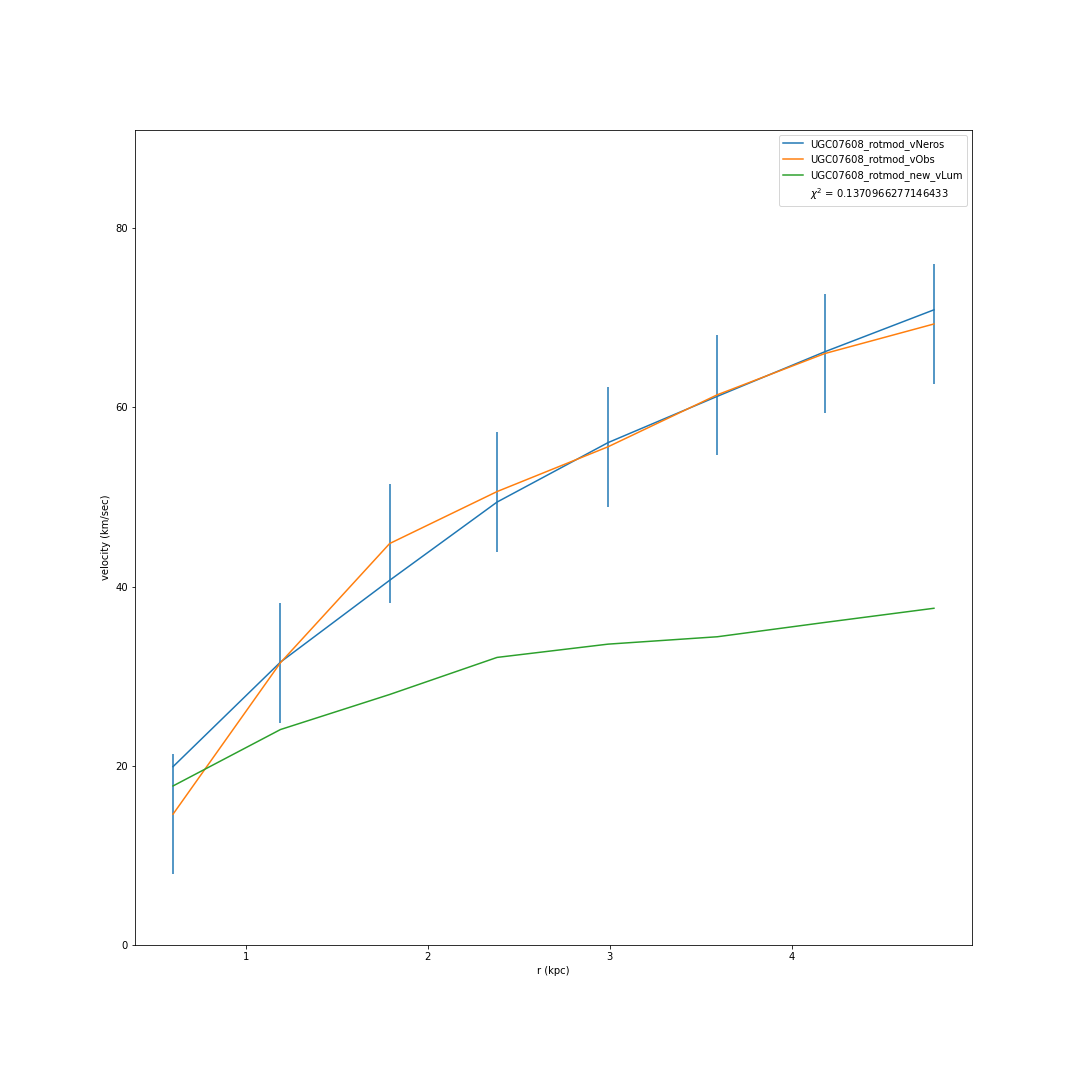 UGC07608_rotmod_vNeros
UGC07608_rotmod_vObs
UGC07608_rotmod_new_vLum
χ² = 0.1370966277146433
80
60
40
20
0
velocity (km/sec)
1 2 3 4
r (kpc)